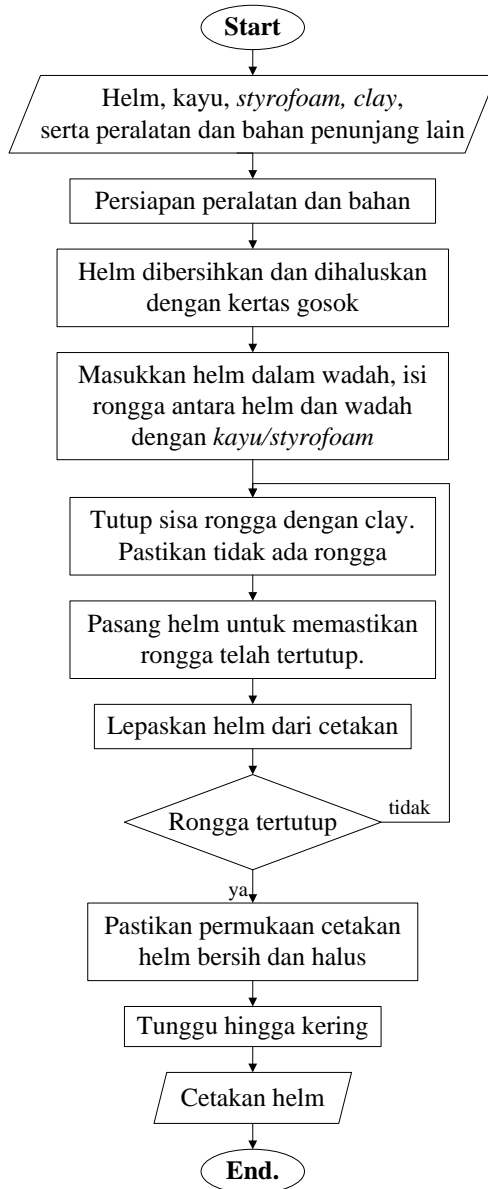 Start
Helm, kayu, styrofoam, clay,
serta peralatan dan bahan penunjang lain
Persiapan peralatan dan bahan
Helm dibersihkan dan dihaluskan
dengan kertas gosok
Masukkan helm dalam wadah, isi
rongga antara helm dan wadah
dengan kayu/styrofoam
Tutup sisa rongga dengan clay.
Pastikan tidak ada rongga
Pasang helm untuk memastikan
rongga telah tertutup.
Lepaskan helm dari cetakan
Rongga tertutup
tidak
ya
Pastikan permukaan cetakan
helm bersih dan halus
Tunggu hingga kering
Cetakan helm
End.